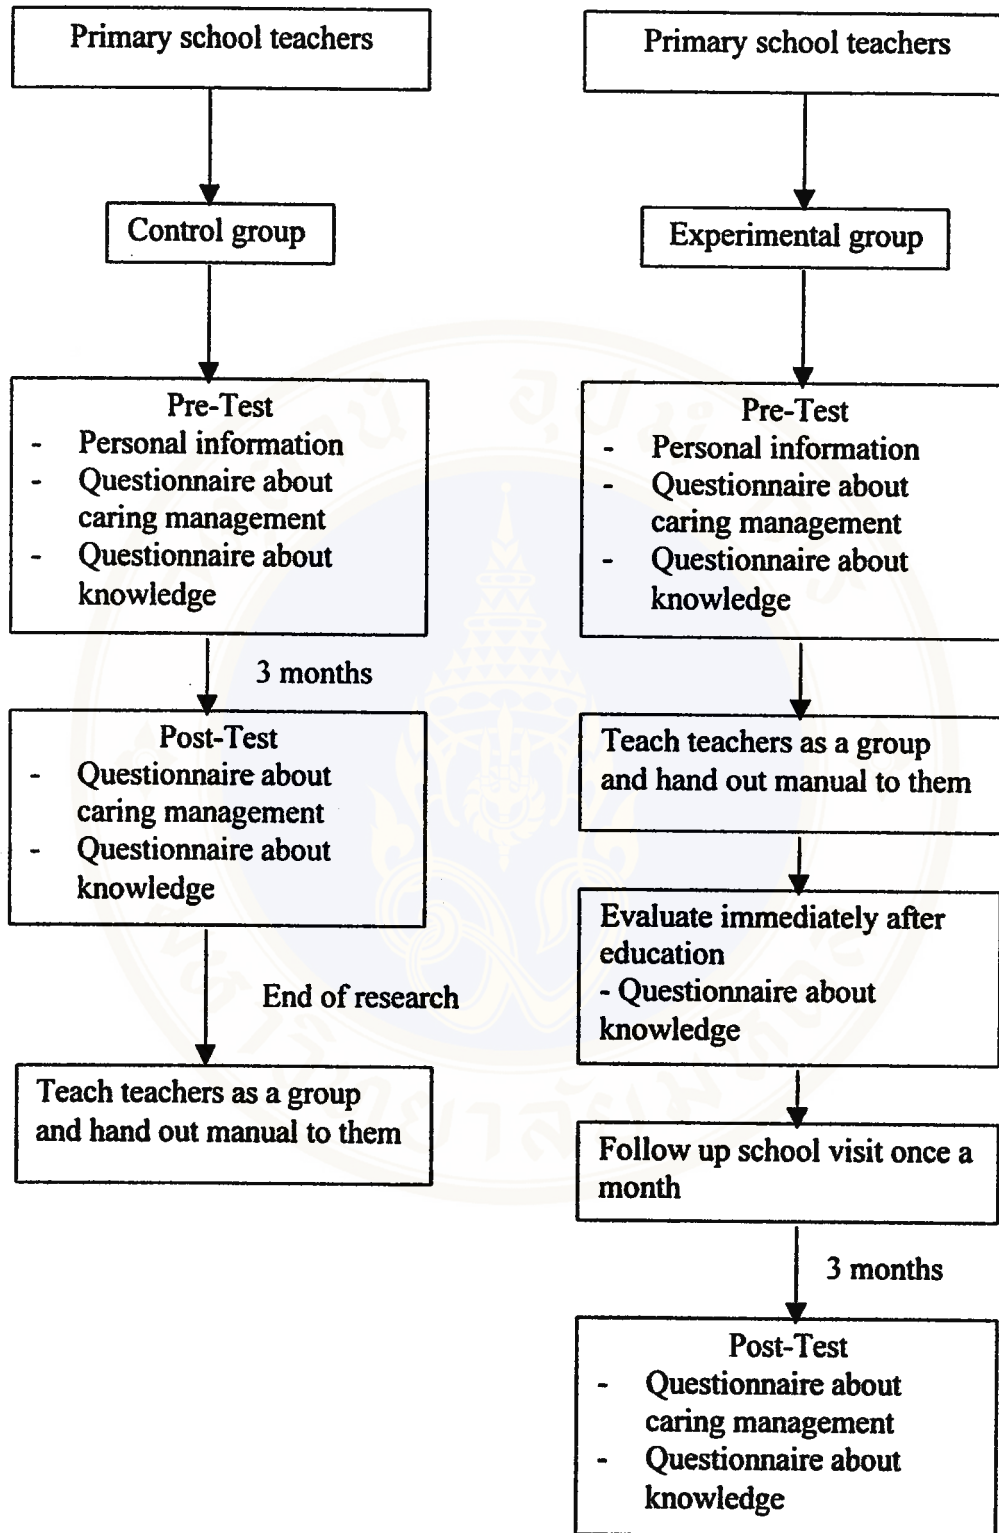 Primary school teachers
Control group
Pre-Test
- Personal information
- Questionnaire about
caring management
- Questionnaire about
knowledge
3 months
Post-Test
- Questionnaire about
caring management
- Questionnaire about
knowledge
End of research
Teach teachers as a group
and hand out manual to them
Primary school teachers
Experimental group
Pre-Test
- Personal information
- Questionnaire about
caring management
- Questionnaire about
knowledge
Teach teachers as a group
and hand out manual to them
Evaluate immediately after
education
- Questionnaire about
knowledge
Follow up school visit once a
month
3 months
Post-Test
- Questionnaire about
caring management
- Questionnaire about
knowledge